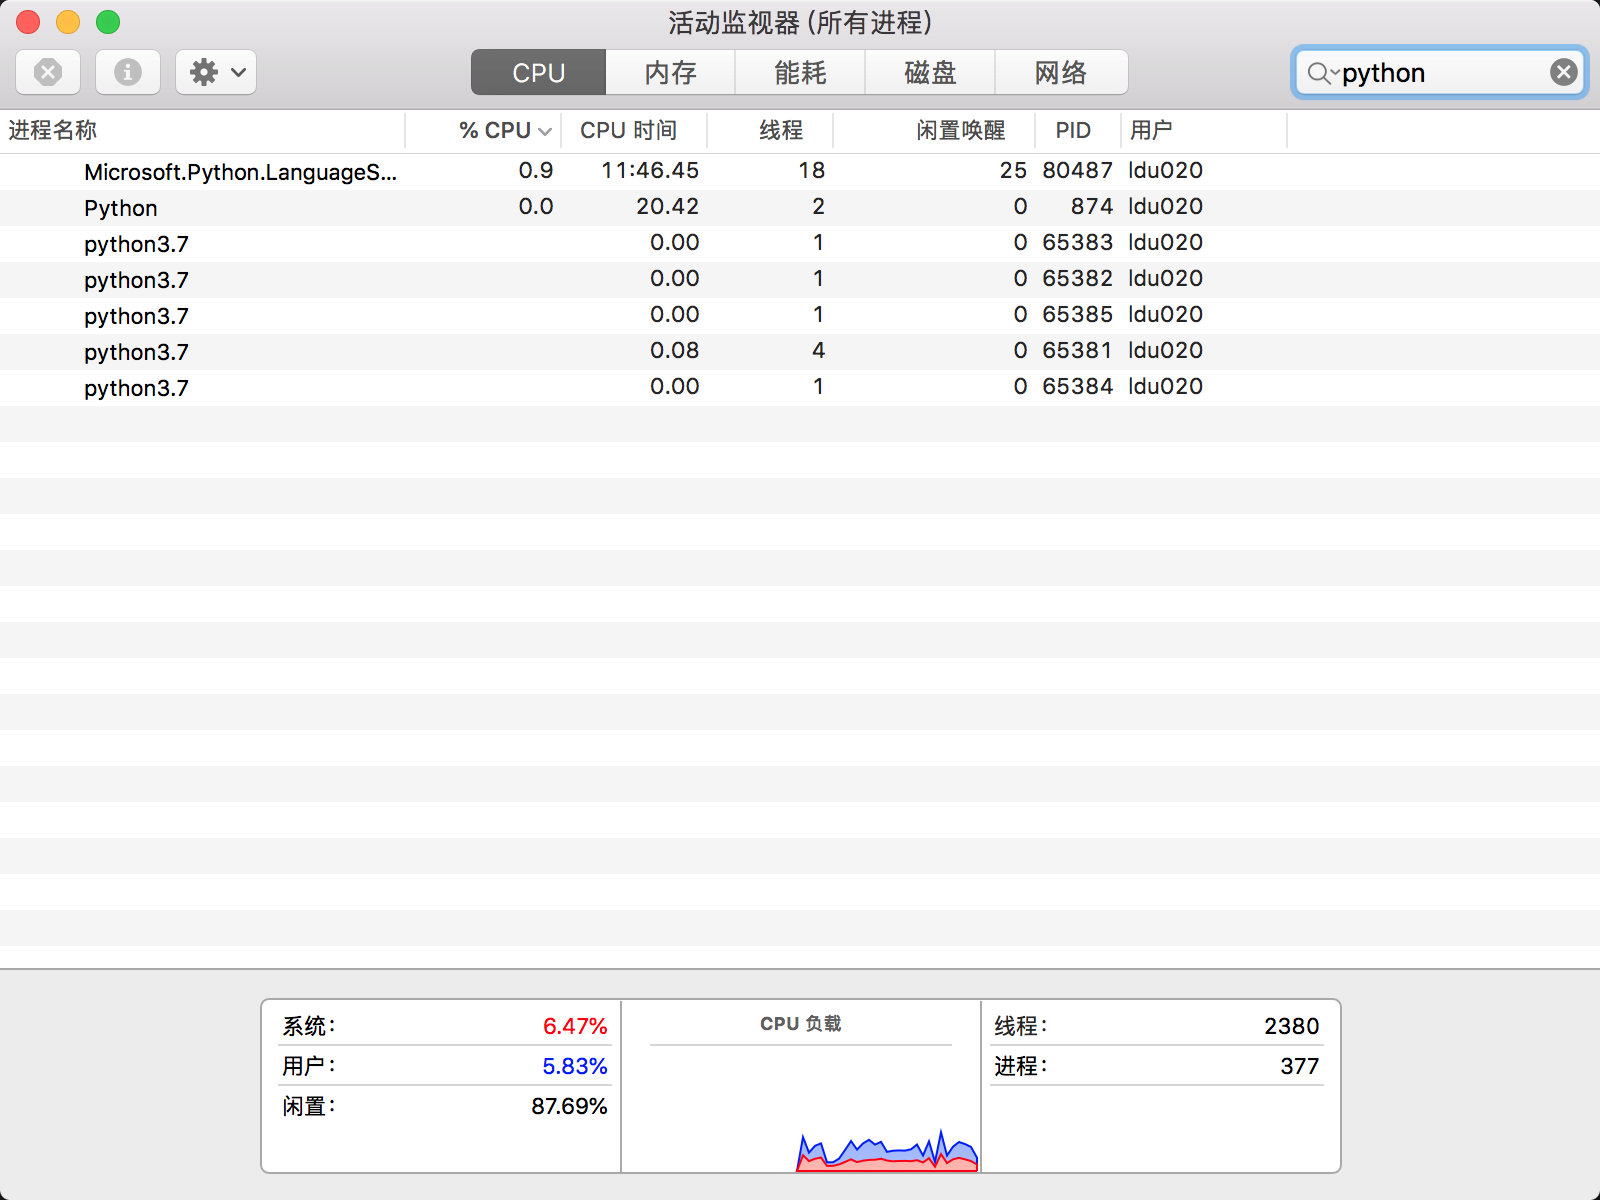 活动监视器 (所有进程)
CPU 内存 能耗 磁盘 网络 python
进程名称 % CPU CPU 时间 线程 闲置唤醒 PID 用户
Microsoft.Python.LanguageS... 0.9 11:46.45 18 25 80487 ldu020
Python 0.0 20.42 2 0 874 ldu020
python3.7 0.00 1 0 65383 ldu020
python3.7 0.00 1 0 65382 ldu020
python3.7 0.00 1 0 65385 ldu020
python3.7 0.08 4 0 65381 ldu020
python3.7 0.00 1 0 65384 ldu020
系统: 6.47% CPU 负载 线程: 2380
用户: 5.83% 进程: 377
闲置: 87.69%